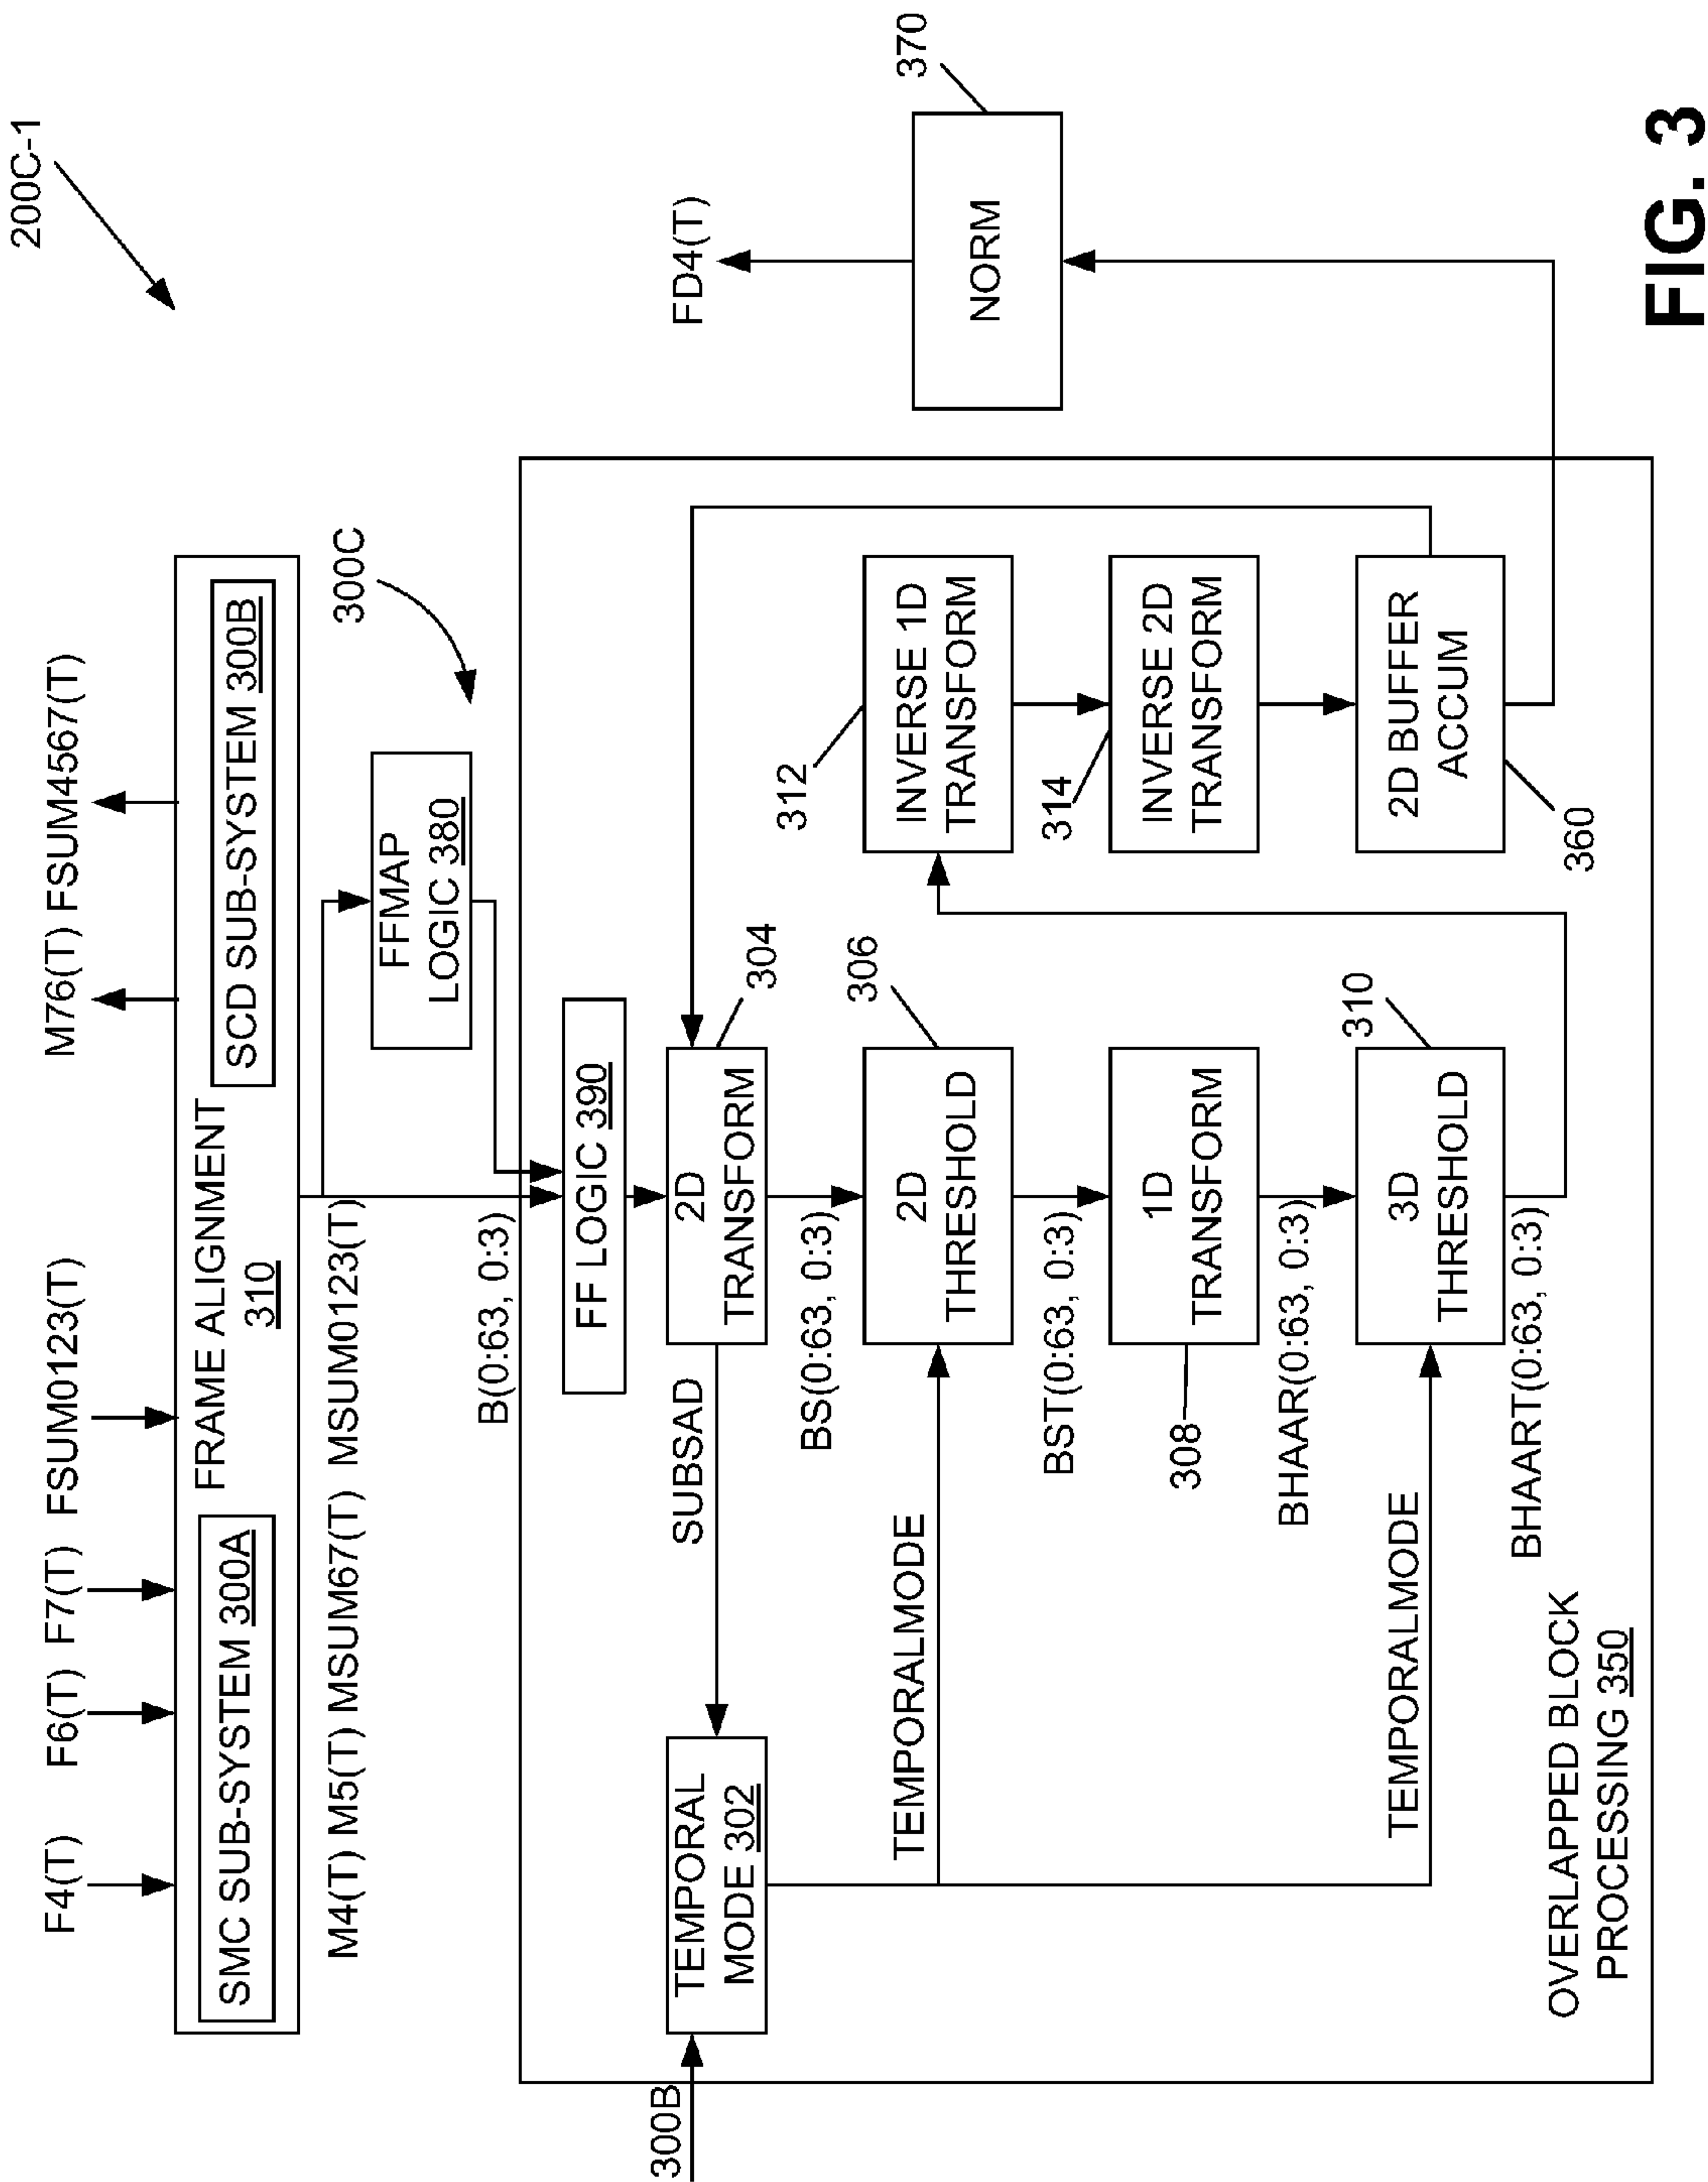 200C-1
F4(T) F6(T) F7(T) FSUM0123(T) M76(T) FSUM4567(T)
SMC SUB-SYSTEM 300A
FRAME ALIGNMENT
310
SCD SUB-SYSTEM 300B
M4(T) M5(T) MSUM67(T) MSUM0123(T)
FFMAP
LOGIC 380
300C
B(0:63, 0:3)
FF LOGIC 390
300B
TEMPORAL
MODE 302
SUBSAD
2D
TRANSFORM
304
BS(0:63, 0:3)
TEMPORALMODE
2D
THRESHOLD
306
BST(0:63, 0:3)
308
1D
TRANSFORM
BHAAR(0:63, 0:3)
TEMPORALMODE
3D
THRESHOLD
310
BHAART(0:63, 0:3)
312
INVERSE 1D
TRANSFORM
314
INVERSE 2D
TRANSFORM
2D BUFFER
ACCUM
360
OVERLAPPED BLOCK
PROCESSING 350
FD4(T)
NORM
370
FIG. 3